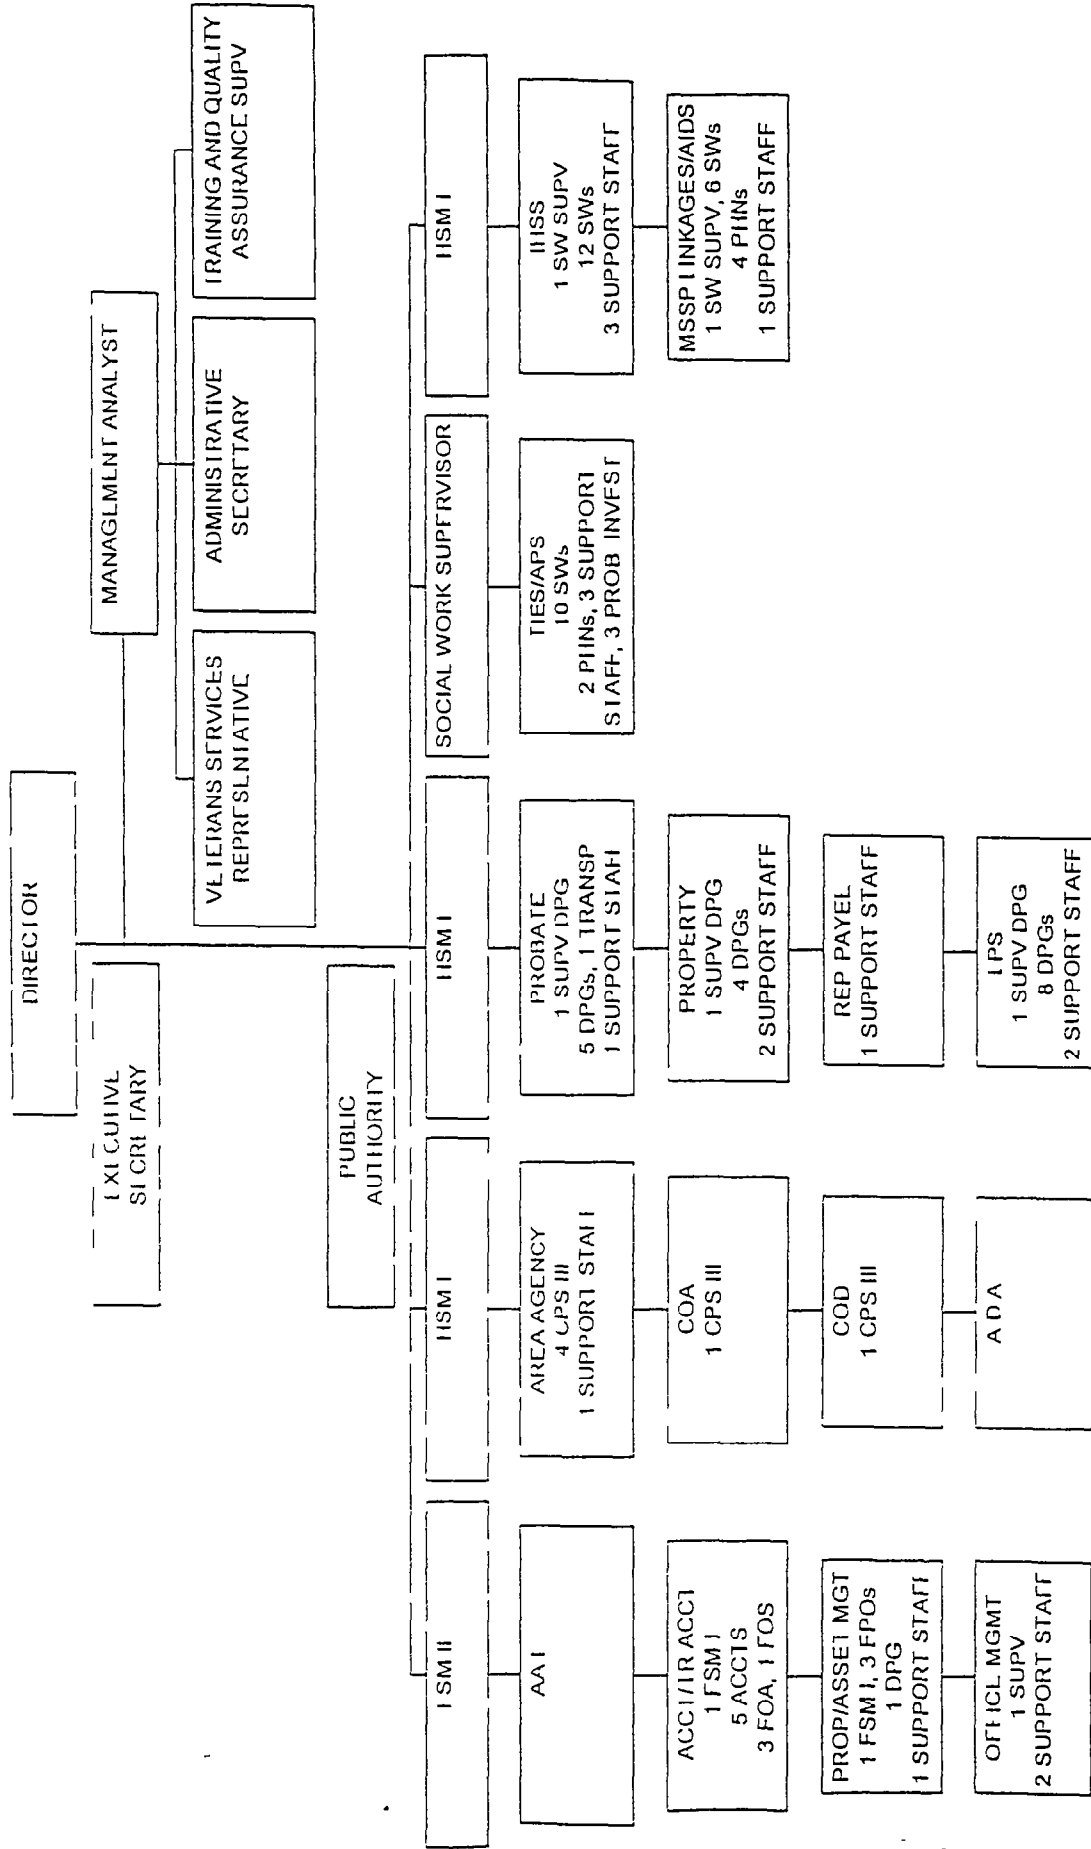 DIRECTOR
EXECUTIVE
SECRETARY
MANAGEMENT ANALYST
VETERANS SERVICES
REPRESENTATIVE
ADMINISTRATIVE
SECRETARY
TRAINING AND QUALITY
ASSURANCE SUPV
PUBLIC
AUTHORITY
FSM II
HSM I
HSM I
SOCIAL WORK SUPERVISOR
HSM I
AREA AGENCY
4 CPS III
1 SUPPORT STAFF
PROBATE
1 SUPV DPG
5 DPGs, 1 TRANSP
1 SUPPORT STAFF
TIES/APS
10 SWs
2 PHNs, 3 SUPPORT
STAFF, 3 PROB INVEST
IHSS
1 SW SUPV
12 SWs
3 SUPPORT STAFF
ACCT/TR ACCT
1 FSM I
5 ACCTS
3 FOA, 1 FOS
COA
1 CPS III
PROPERTY
1 SUPV DPG
4 DPGs
2 SUPPORT STAFF
MSSP LINKAGES/AIDS
1 SW SUPV, 6 SWs
4 PHNs
1 SUPPORT STAFF
PROP/ASSET MGT
1 FSM I, 3 FPOs
1 DPG
1 SUPPORT STAFF
COD
1 CPS III
REP PAYEE
1 SUPPORT STAFF
OFFICE MGMT
1 SUPV
2 SUPPORT STAFF
ADA
LPS
1 SUPV DPG
8 DPGs
2 SUPPORT STAFF